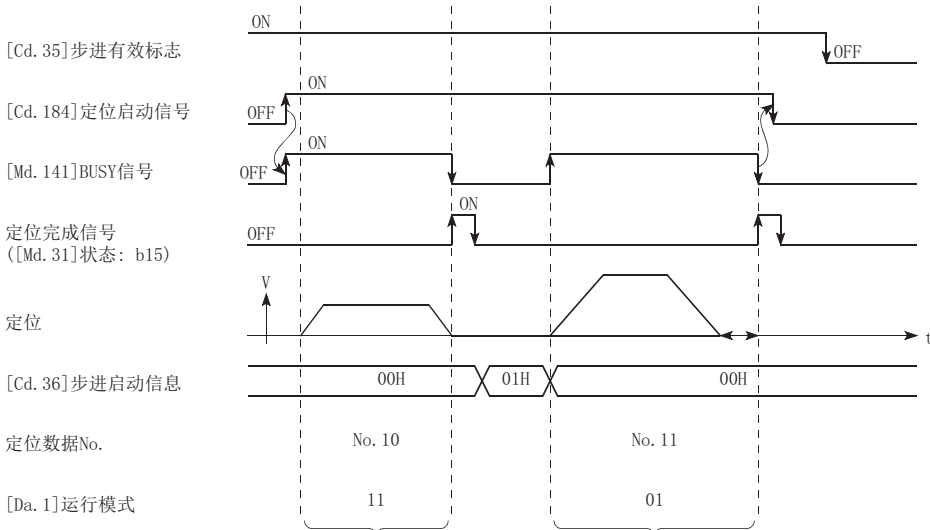 ON
[Cd.35]步进有效标志
OFF
ON
[Cd.184]定位启动信号
OFF
ON
[Md.141]BUSY信号
OFF
ON
定位完成信号
([Md.31]状态: b15)
OFF
V
定位
t
[Cd.36]步进启动信息
00H
01H
00H
定位数据No.
No.10
No.11
[Da.1]运行模式
11
01